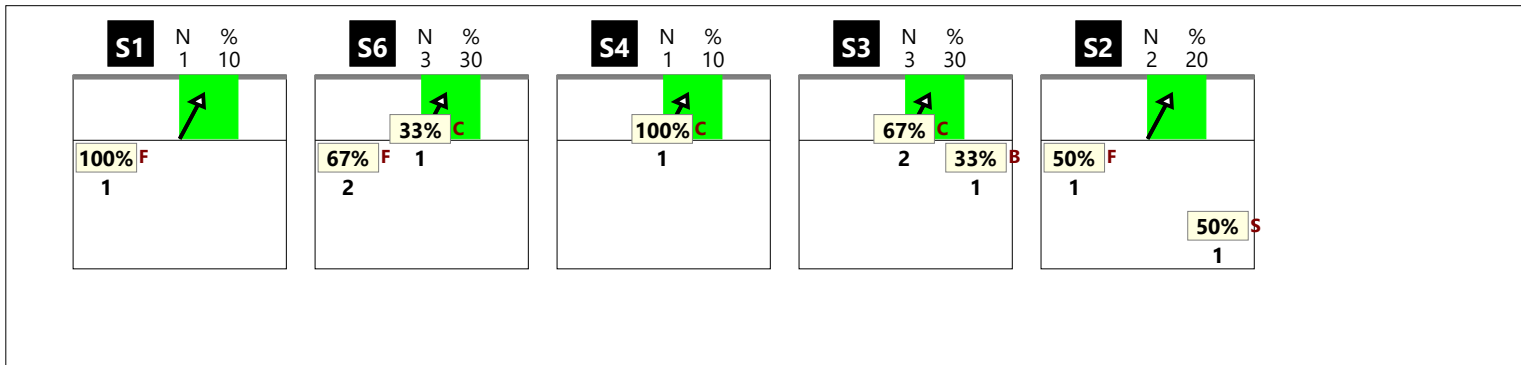 S1 N % 1 10
100% F
1
S6 N % 3 30
33% C
1
67% F
2
S4 N % 1 10
100% C
1
S3 N % 3 30
67% C
2
33% B
1
S2 N % 2 20
50% F
1
50% S
1